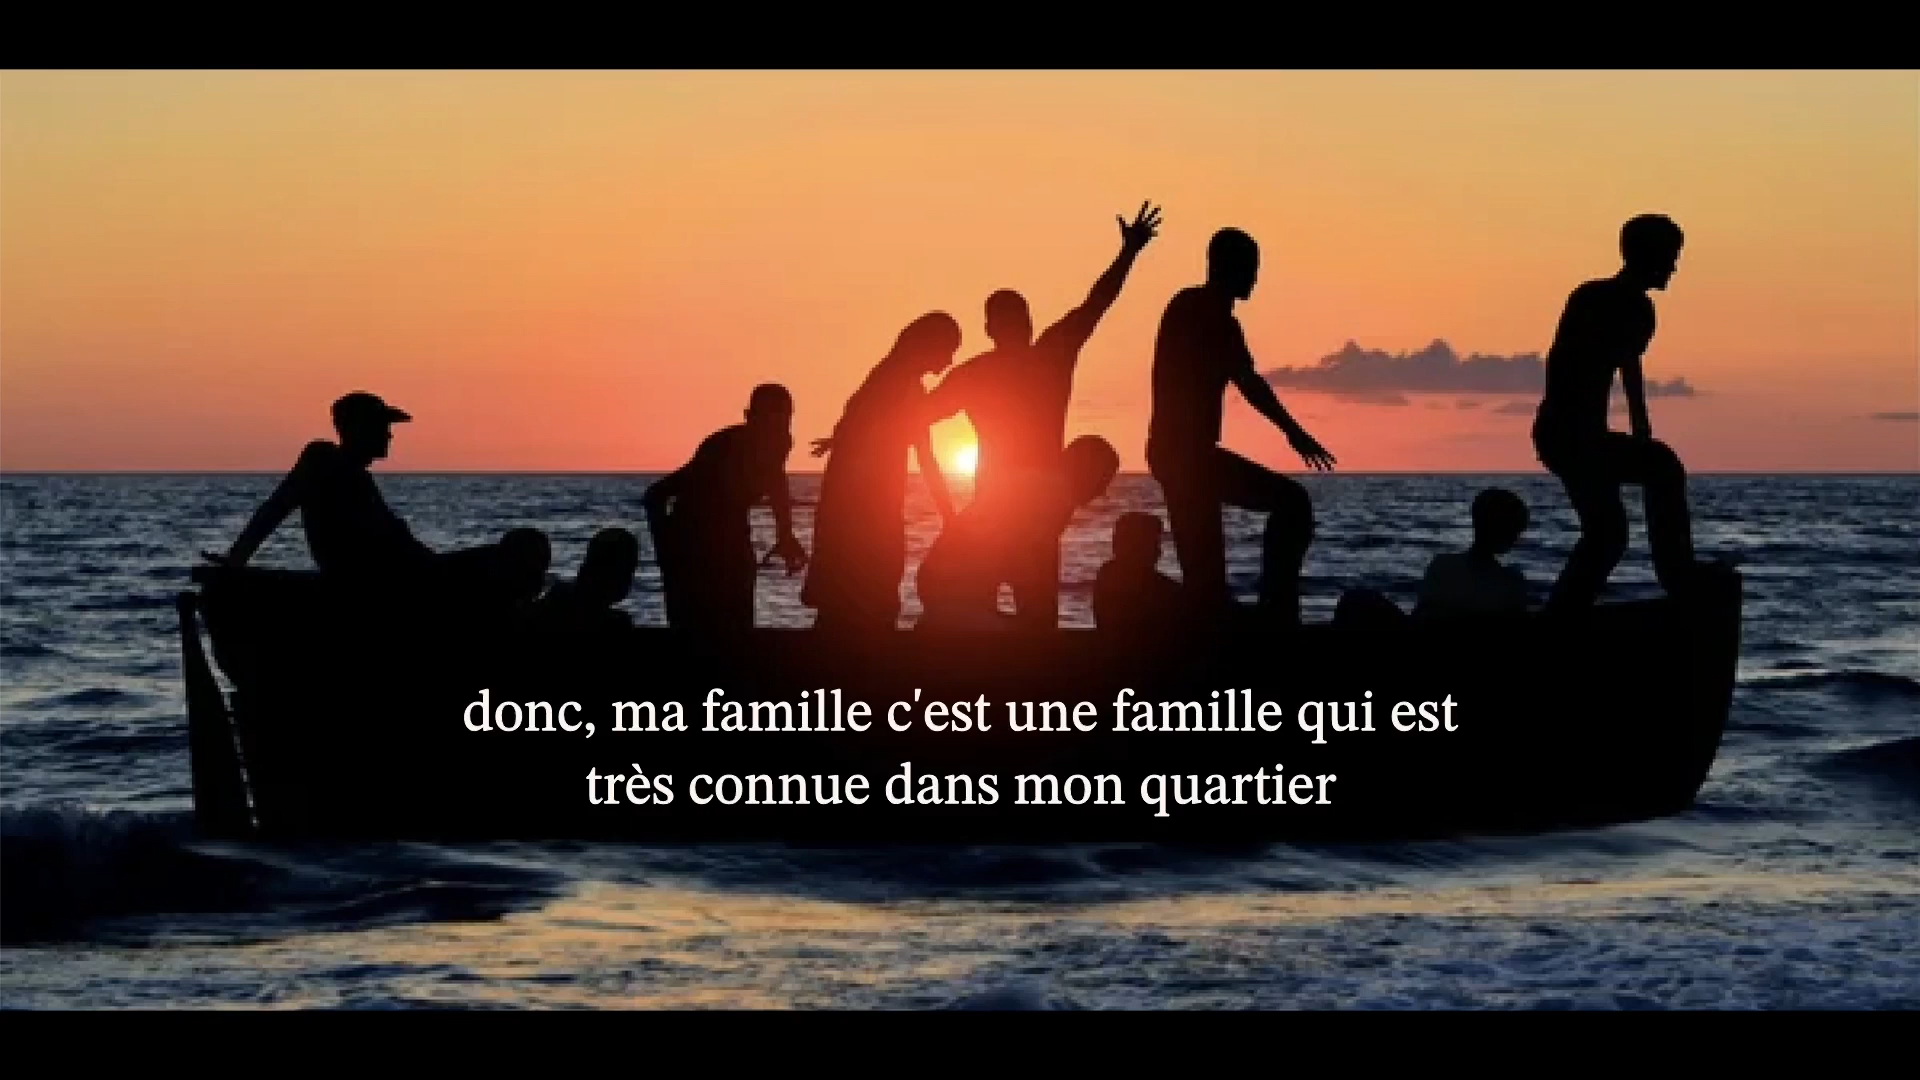 donc, ma famille c'est une famille qui est
très connue dans mon quartier